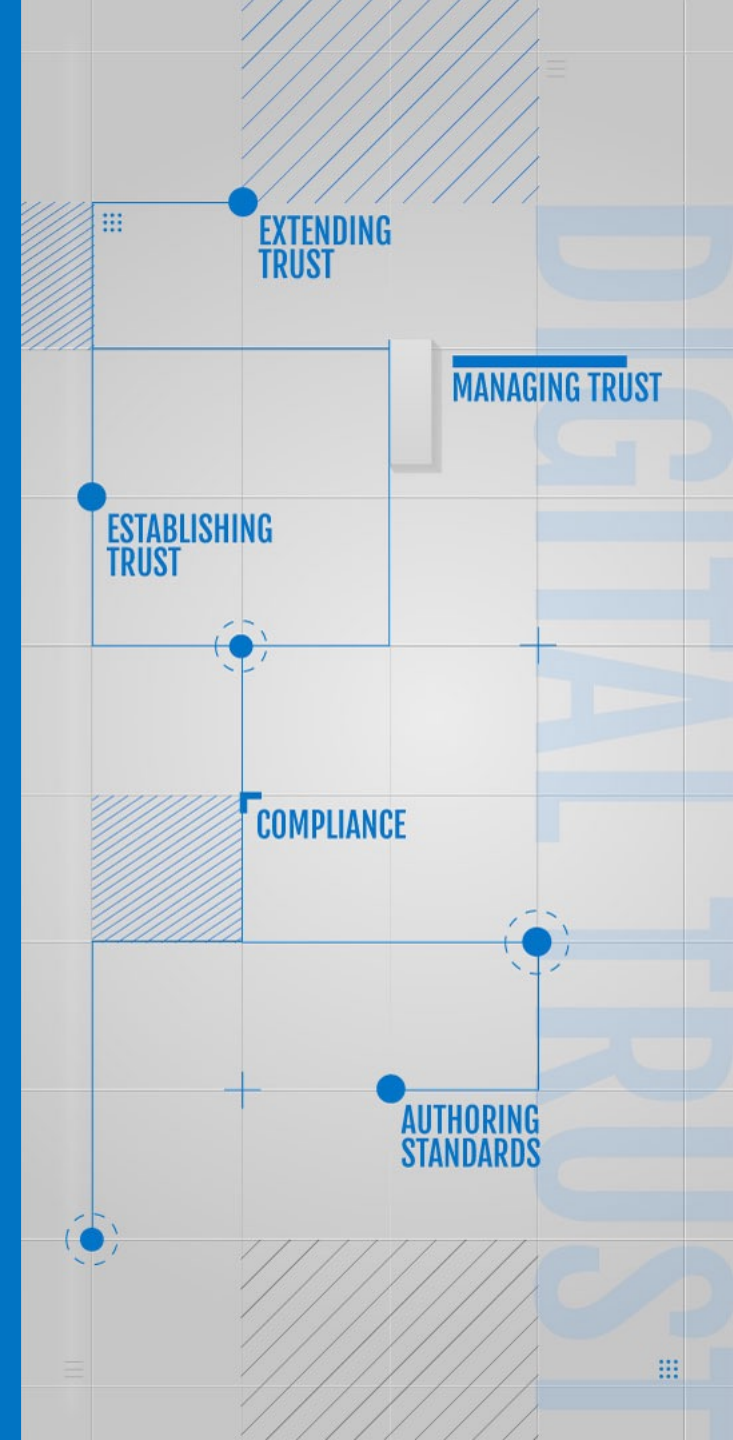 EXTENDING
TRUST
MANAGING TRUST
ESTABLISHING
TRUST
COMPLIANCE
AUTHORING
STANDARDS
DIGITAL TRUST